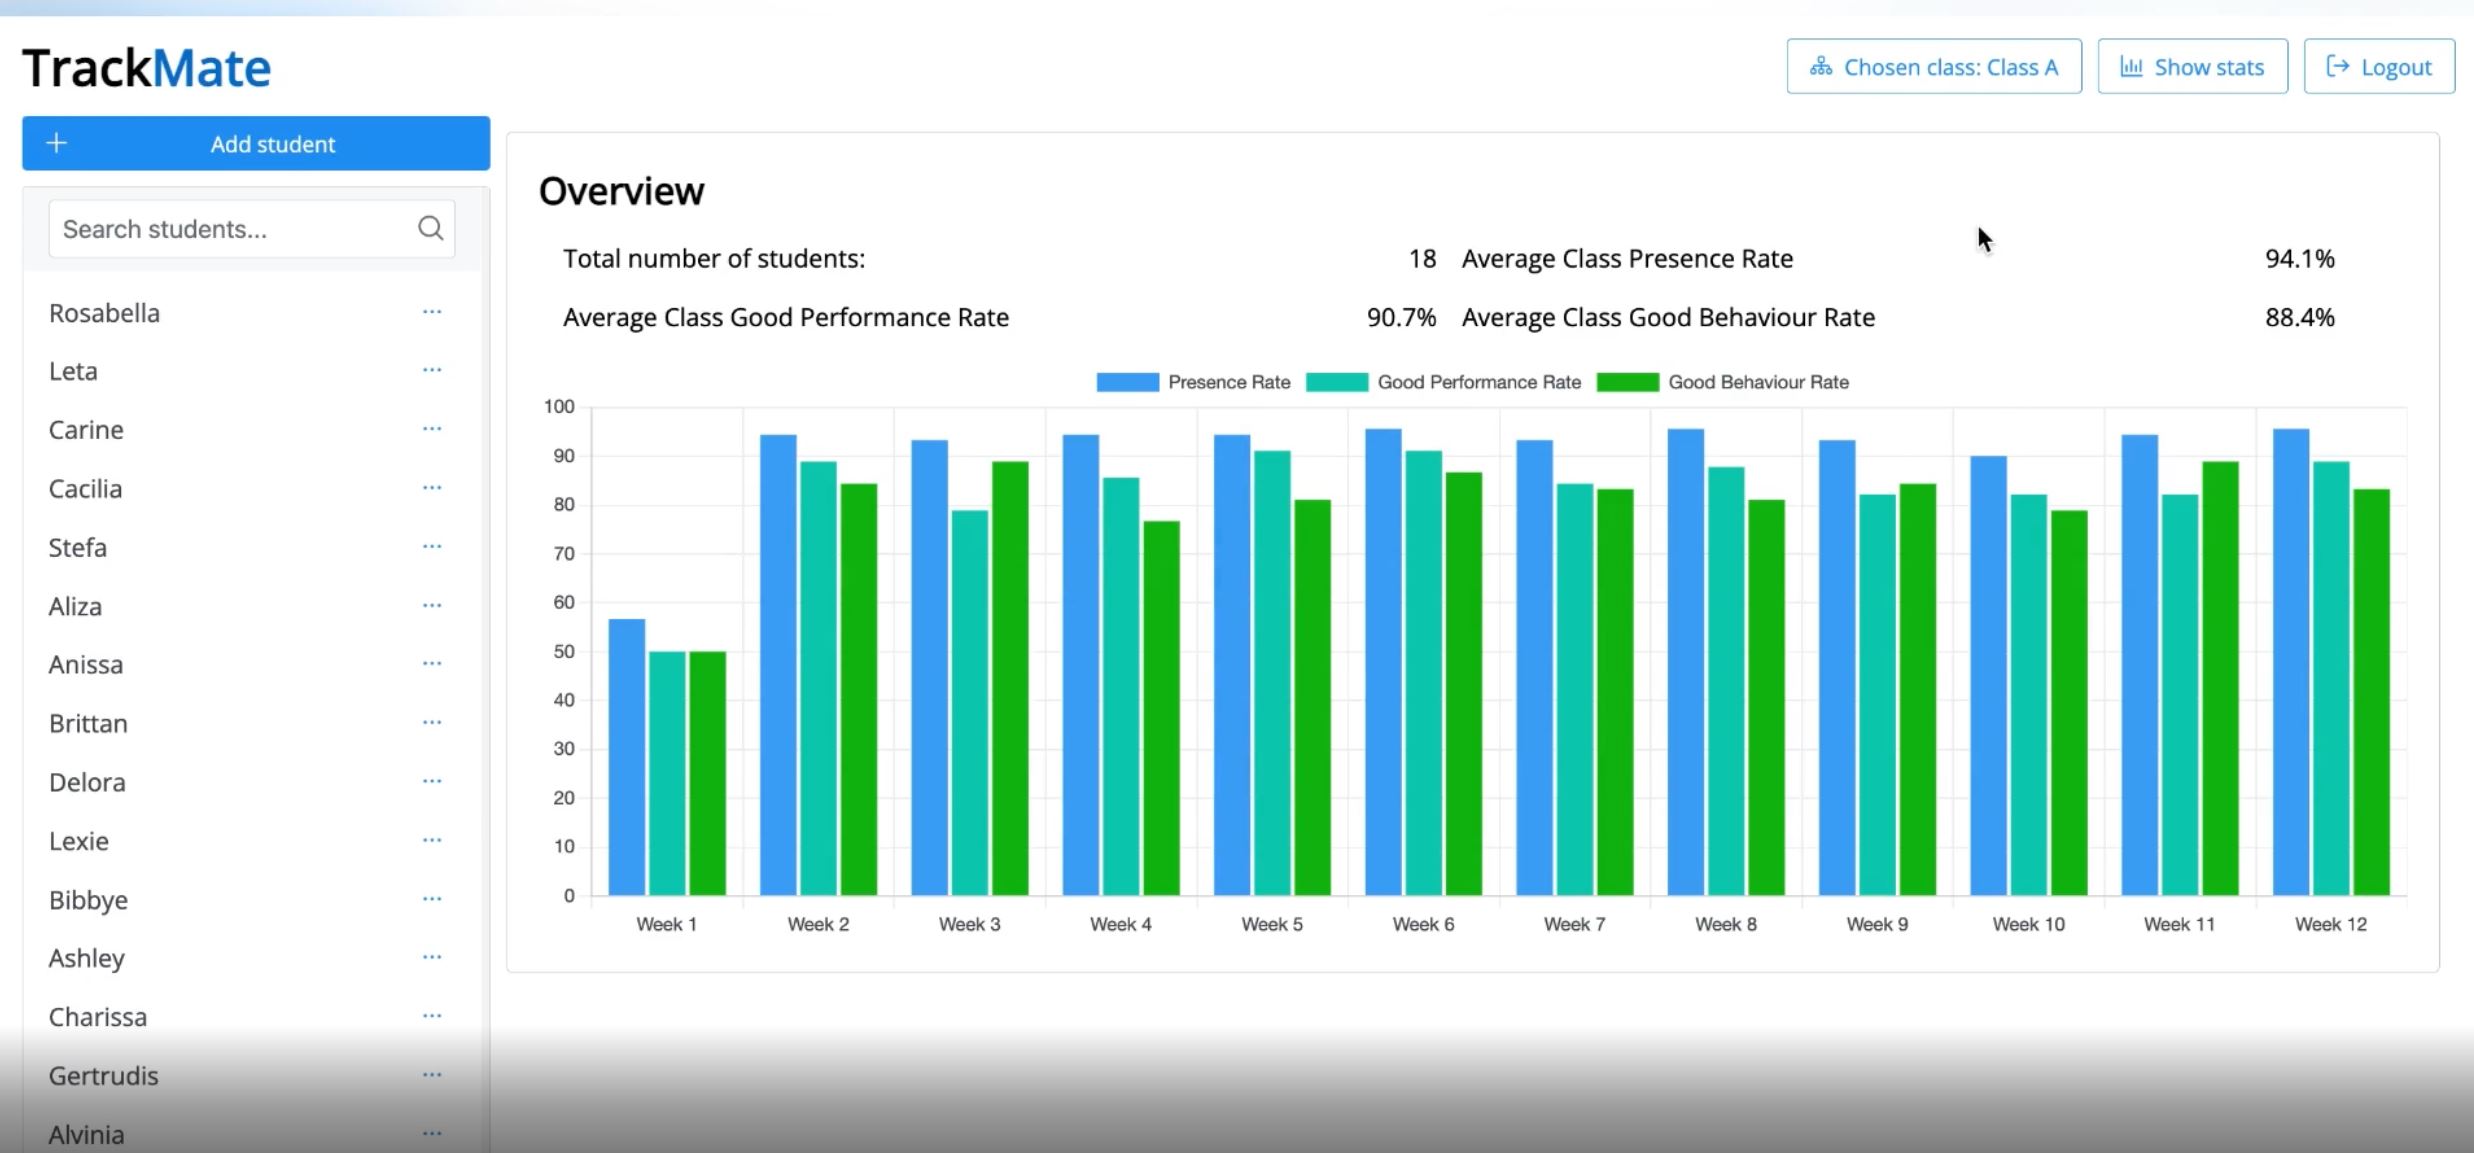 TrackMate
Chosen class: Class A
Show stats
Logout
Add student
Search students...
Rosabella
Leta
Carine
Cacilia
Stefa
Aliza
Anissa
Brittan
Delora
Lexie
Bibbye
Ashley
Charissa
Gertrudis
Alvinia
Overview
Total number of students: 18 Average Class Presence Rate 94.1%
Average Class Good Performance Rate 90.7% Average Class Good Behaviour Rate 88.4%
Presence Rate Good Performance Rate Good Behaviour Rate
100
90
80
70
60
50
40
30
20
10
0
Week 1 Week 2 Week 3 Week 4 Week 5 Week 6 Week 7 Week 8 Week 9 Week 10 Week 11 Week 12